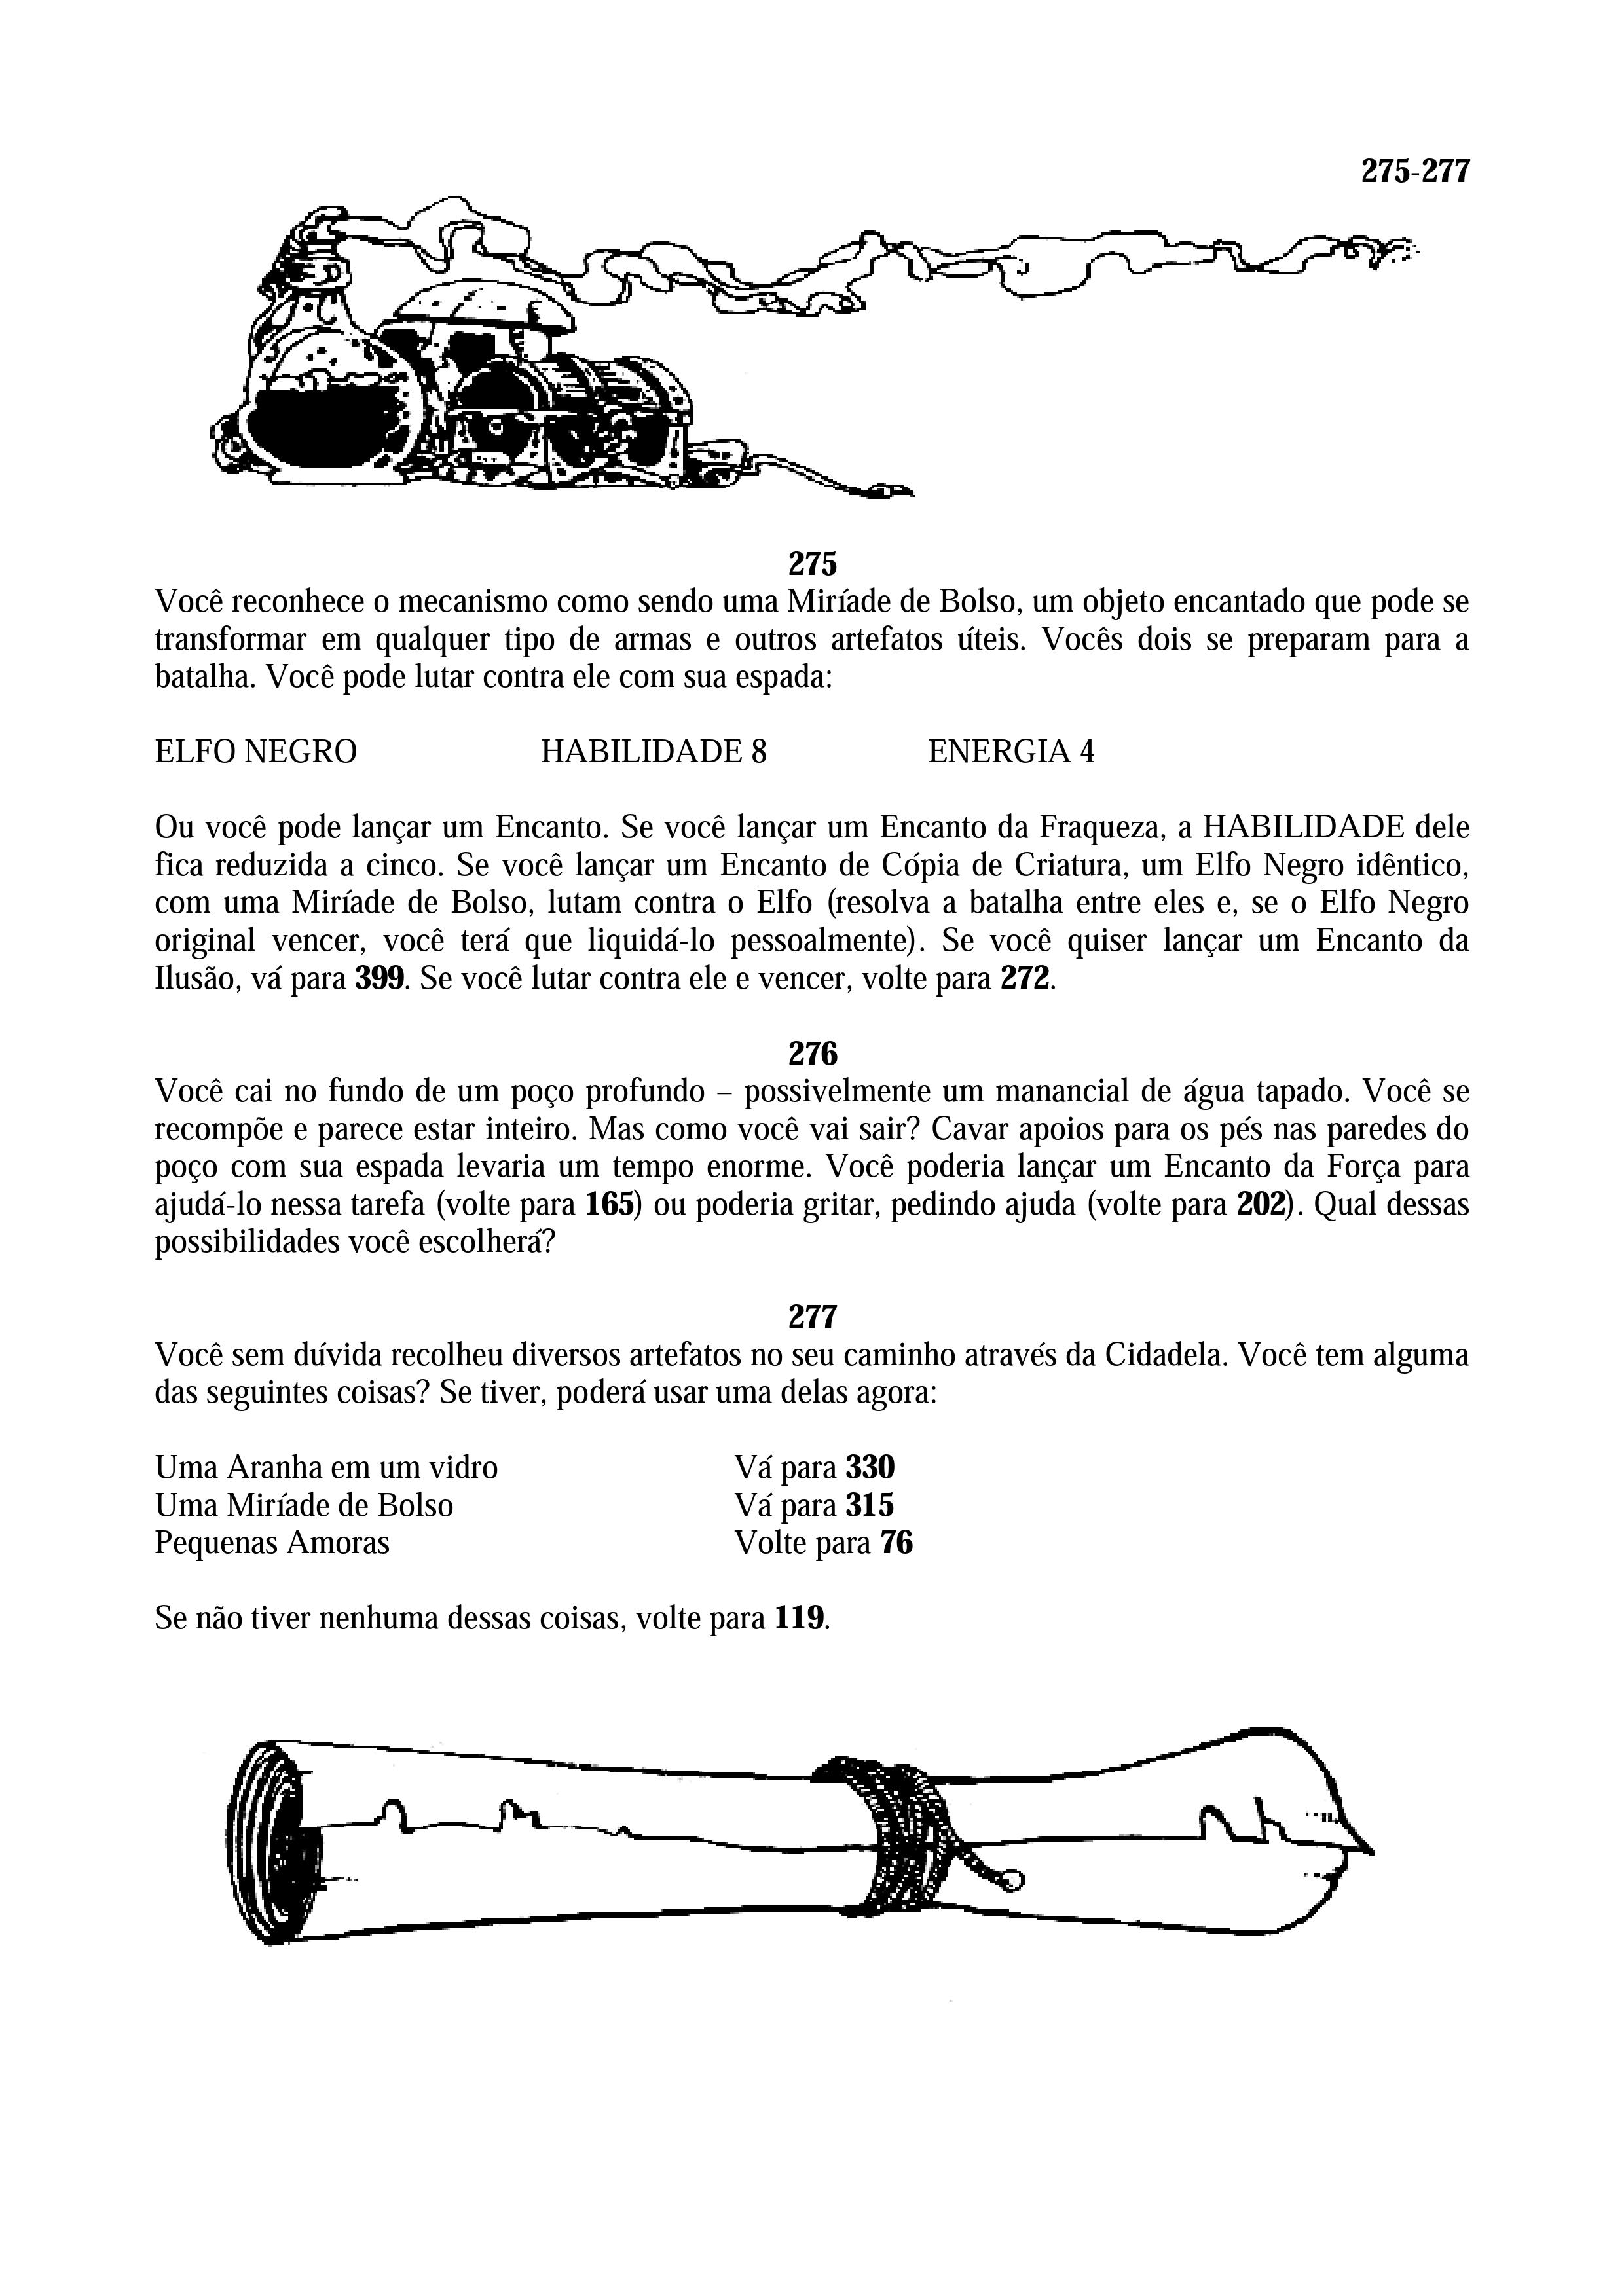 275-277
275
Você reconhece o mecanismo como sendo uma Miríade de Bolso, um objeto encantado que pode se
transformar em qualquer tipo de armas e outros artefatos úteis. Vocês dois se preparam para a
batalha. Você pode lutar contra ele com sua espada:
ELFO NEGRO HABILIDADE 8 ENERGIA 4
Ou você pode lançar um Encanto. Se você lançar um Encanto da Fraqueza, a HABILIDADE dele
fica reduzida a cinco. Se você lançar um Encanto de Cópia de Criatura, um Elfo Negro idêntico,
com uma Miríade de Bolso, lutam contra o Elfo (resolva a batalha entre eles e, se o Elfo Negro
original vencer, você terá que liquidá-lo pessoalmente). Se você quiser lançar um Encanto da
Ilusão, vá para 399. Se você lutar contra ele e vencer, volte para 272.
276
Você cai no fundo de um poço profundo – possivelmente um manancial de água tapado. Você se
recompõe e parece estar inteiro. Mas como você vai sair? Cavar apoios para os pés nas paredes do
poço com sua espada levaria um tempo enorme. Você poderia lançar um Encanto da Força para
ajudá-lo nessa tarefa (volte para 165) ou poderia gritar, pedindo ajuda (volte para 202). Qual dessas
possibilidades você escolherá?
277
Você sem dúvida recolheu diversos artefatos no seu caminho através da Cidadela. Você tem alguma
das seguintes coisas? Se tiver, poderá usar uma delas agora:
Uma Aranha em um vidro Vá para 330
Uma Miríade de Bolso Vá para 315
Pequenas Amoras Volte para 76
Se não tiver nenhuma dessas coisas, volte para 119.